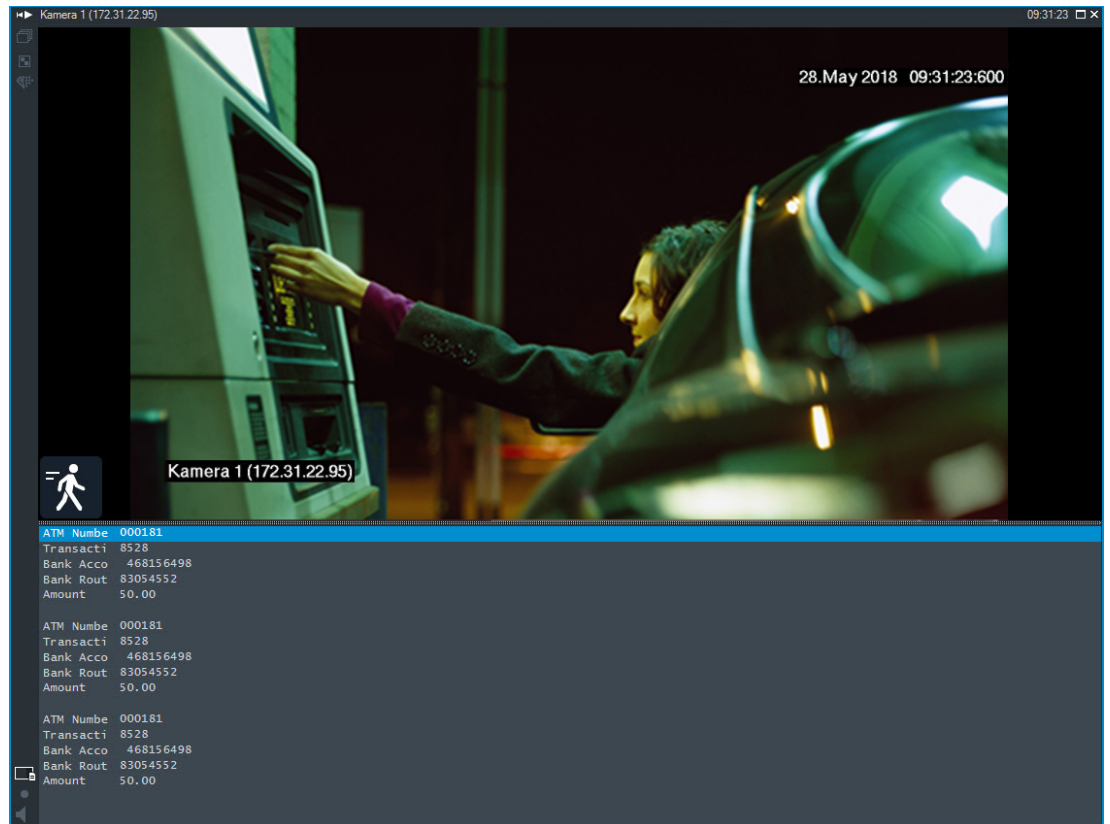 Kamera 1 (172.31.22.95) 09:31:23
28.May 2018 09:31:23:600
Kamera 1 (172.31.22.95)
ATM Numbe 000181
Transacti 8528
Bank Acco 468156498
Bank Rout 83054552
Amount 50.00
ATM Numbe 000181
Transacti 8528
Bank Acco 468156498
Bank Rout 83054552
Amount 50.00
ATM Numbe 000181
Transacti 8528
Bank Acco 468156498
Bank Rout 83054552
Amount 50.00